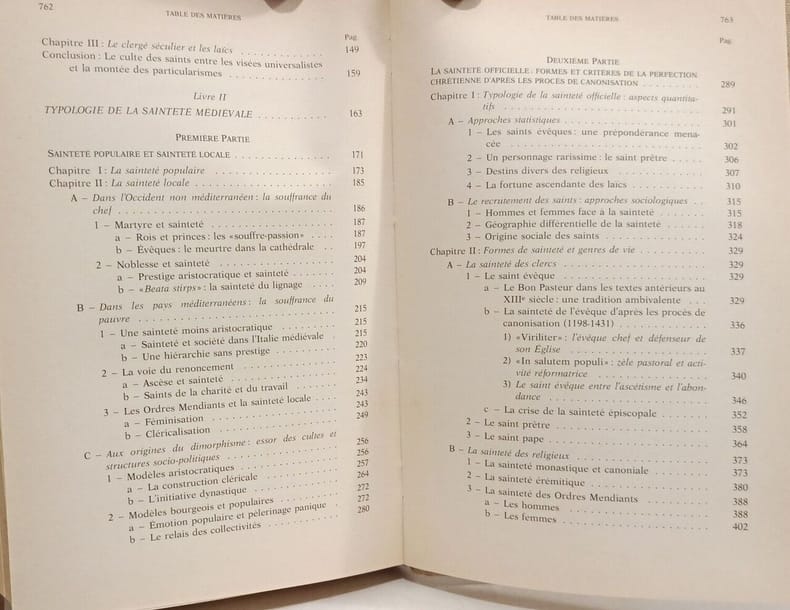 762
TABLE DES MATIÈRES
Pag.
Chapitre III : Le clergé séculier et les laïcs . . . . . . . . . . 149
Conclusion : Le culte des saints entre les visées universalistes
et la montée des particularismes . . . . . . . . . . 159
Livre II
TYPOLOGIE DE LA SAINTETÉ MÉDIÉVALE . . . . . . . . . . 163
PREMIÈRE PARTIE
SAINTETÉ POPULAIRE ET SAINTETÉ LOCALE . . . . . . . . . . 171
Chapitre I : La sainteté populaire . . . . . . . . . . 173
Chapitre II : La sainteté locale . . . . . . . . . . 185
A – Dans l'Occident non méditerranéen : la souffrance du
chef . . . . . . . . . . 186
1 – Martyre et sainteté . . . . . . . . . . 187
a – Rois et princes : les «souffre-passion» . . . . . . . . . . 187
b – Évêques : le meurtre dans la cathédrale . . 197
2 – Noblesse et sainteté . . . . . . . . . . 204
a – Prestige aristocratique et sainteté . . . . . . . . . . 204
b – «Beata stirps» : la sainteté du lignage . . . . . . . . . . 209
B – Dans les pays méditerranéens : la souffrance du
pauvre . . . . . . . . . . 215
1 – Une sainteté moins aristocratique . . . . . . . . . . 215
a – Sainteté et société dans l'Italie médiévale . 215
b – Une hiérarchie sans prestige . . . . . . . . . . 220
2 – La voie du renoncement . . . . . . . . . . 223
a – Ascèse et sainteté . . . . . . . . . . 224
b – Saints de la charité et du travail . . . . . . . . . . 234
3 – Les Ordres Mendiants et la sainteté locale . . 243
a – Féminisation . . . . . . . . . . 243
b – Cléricalisation . . . . . . . . . . 249
C – Aux origines du dimorphisme : essor des cultes et
structures socio-politiques . . . . . . . . . . 256
1 – Modèles aristocratiques . . . . . . . . . . 256
a – La construction cléricale . . . . . . . . . . 257
b – L'initiative dynastique . . . . . . . . . . 264
2 – Modèles bourgeois et populaires . . . . . . . . . . 272
a – Émotion populaire et pèlerinage panique . 272
b – Le relais des collectivités . . . . . . . . . . 280
TABLE DES MATIÈRES
763
Pag.
DEUXIÈME PARTIE
LA SAINTETÉ OFFICIELLE : FORMES ET CRITÈRES DE LA PERFECTION
CHRÉTIENNE D'APRÈS LES PROCÈS DE CANONISATION . . . . . . . . . . 289
Chapitre I : Typologie de la sainteté officielle : aspects quantita-
tifs . . . . . . . . . . 291
A – Approches statistiques . . . . . . . . . . 301
1 – Les saints évêques : une prépondérance mena-
cée . . . . . . . . . . 302
2 – Un personnage rarissime : le saint prêtre . . . . 306
3 – Destins divers des religieux . . . . . . . . . . 307
4 – La fortune ascendante des laïcs . . . . . . . . . . 310
B – Le recrutement des saints : approches sociologiques . . 315
1 – Hommes et femmes face à la sainteté . . . . . . 315
2 – Géographie différentielle de la sainteté . . . . . . 318
3 – Origine sociale des saints . . . . . . . . . . 324
Chapitre II : Formes de sainteté et genres de vie . . . . . . . . . . 329
A – La sainteté des clercs . . . . . . . . . . 329
1 – Le saint évêque . . . . . . . . . . 329
a – Le Bon Pasteur dans les textes antérieurs au
XIIIe siècle : une tradition ambivalente . . . 329
b – La sainteté de l'évêque d'après les procès de
canonisation (1198-1431) . . . . . . . . . . 336
1) «Viriliter» : l'évêque chef et défenseur de
son Église . . . . . . . . . . 337
2) «In salutem populi» : zèle pastoral et acti-
vité réformatrice . . . . . . . . . . 340
3) Le saint évêque entre l'ascétisme et l'abon-
dance . . . . . . . . . . 346
c – La crise de la sainteté épiscopale . . . . . . . . 352
2 – Le saint prêtre . . . . . . . . . . 358
3 – Le saint pape . . . . . . . . . . 364
B – La sainteté des religieux . . . . . . . . . . 373
1 – La sainteté monastique et canoniale . . . . . . . . 373
2 – La sainteté érémitique . . . . . . . . . . 380
3 – La sainteté des Ordres Mendiants . . . . . . . . . . 388
a – Les hommes . . . . . . . . . . 388
b – Les femmes . . . . . . . . . . 402